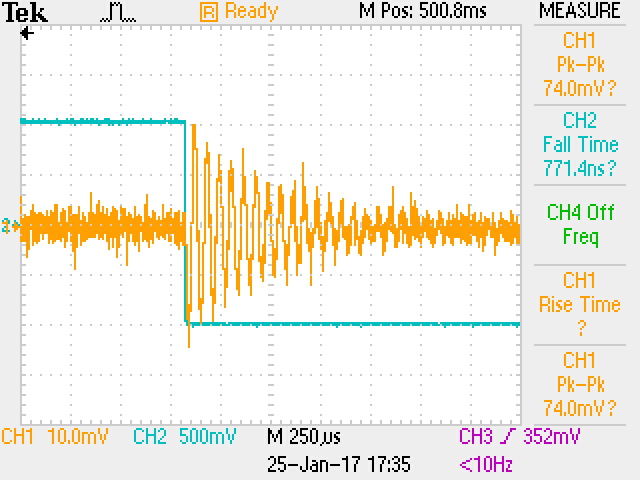 Tek R Ready M Pos: 500.8ms MEASURE
CH1
Pk-Pk
74.0mV?
CH2
Fall Time
771.4ns?
CH4 Off
Freq
CH1
Rise Time
?
CH1
Pk-Pk
74.0mV?
2
CH1 10.0mV CH2 500mV M 250µs CH3 352mV
25-Jan-17 17:35 <10Hz